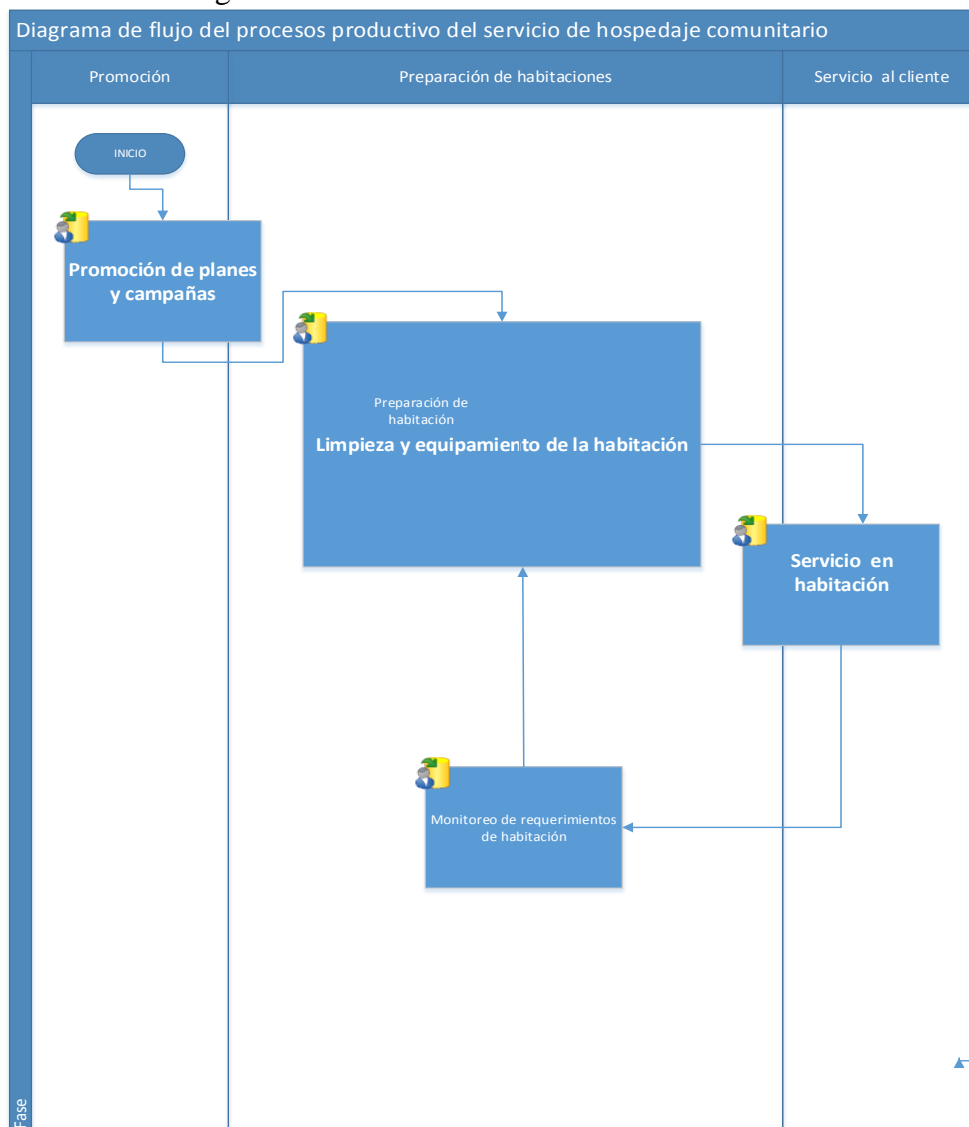 Diagrama de flujo del procesos productivo del servicio de hospedaje comunitario
Promoción
Preparación de habitaciones
Servicio al cliente
INICIO
Promoción de planes
y campañas
Preparación de
habitación
Limpieza y equipamiento de la habitación
Servicio en
habitación
Monitoreo de requerimientos
de habitación
Fase